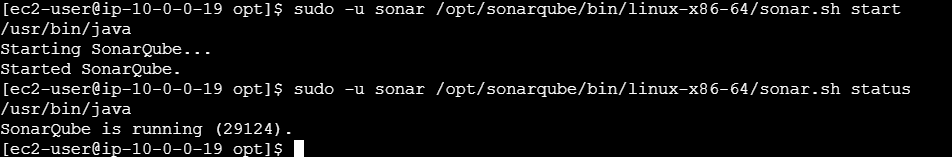 [ec2-user@ip-10-0-0-19 opt]$ sudo -u sonar /opt/sonarqube/bin/linux-x86-64/sonar.sh start
/usr/bin/java
Starting SonarQube...
Started SonarQube.
[ec2-user@ip-10-0-0-19 opt]$ sudo -u sonar /opt/sonarqube/bin/linux-x86-64/sonar.sh status
/usr/bin/java
SonarQube is running (29124).
[ec2-user@ip-10-0-0-19 opt]$